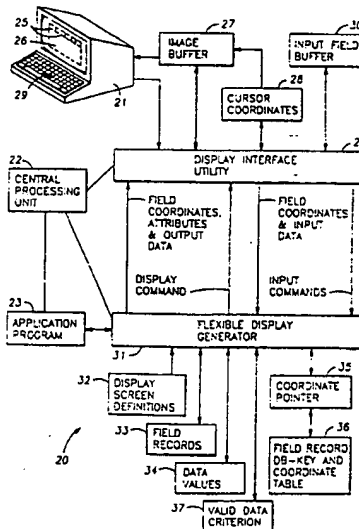 25
26
29
21
27
IMAGE
BUFFER
30
INPUT FIELD
BUFFER
28
CURSOR
COORDINATES
22
CENTRAL
PROCESSING
UNIT
DISPLAY INTERFACE
UTILITY
FIELD
COORDINATES,
ATTRIBUTES
& OUTPUT
DATA
FIELD
COORDINATES
& INPUT
DATA
DISPLAY
COMMAND
INPUT
COMMANDS
23
APPLICATION
PROGRAM
FLEXIBLE DISPLAY
GENERATOR
31
32
DISPLAY
SCREEN
DEFINITIONS
33
FIELD
RECORDS
34
DATA
VALUES
37
VALID DATA
CRITERION
35
COORDINATE
POINTER
36
FIELD RECORD
DB-KEY AND
COORDINATE
TABLE
20